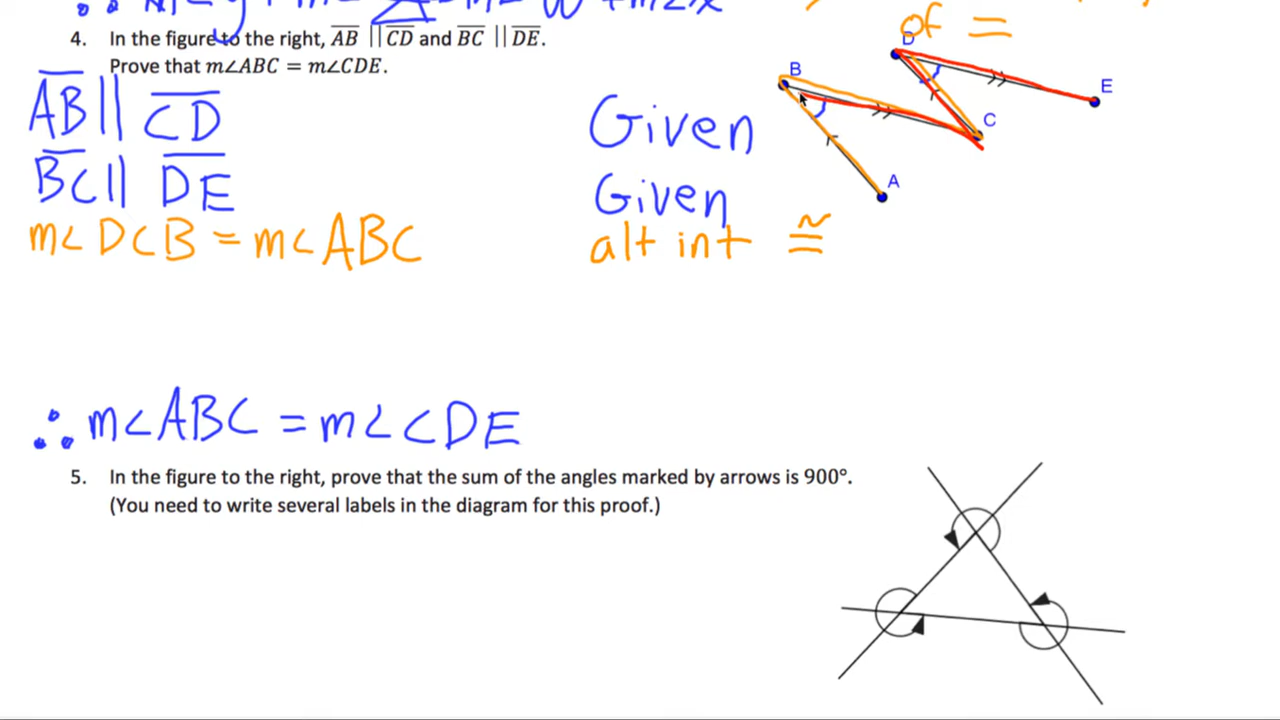 of =
4. In the figure to the right, AB || CD and BC || DE.
Prove that m∠ABC = m∠CDE.
AB || CD Given
BC || DE Given
m∠DCB = m∠ABC alt int ≅
∴ m∠ABC = m∠CDE
B
D
E
C
A
5. In the figure to the right, prove that the sum of the angles marked by arrows is 900°.
(You need to write several labels in the diagram for this proof.)